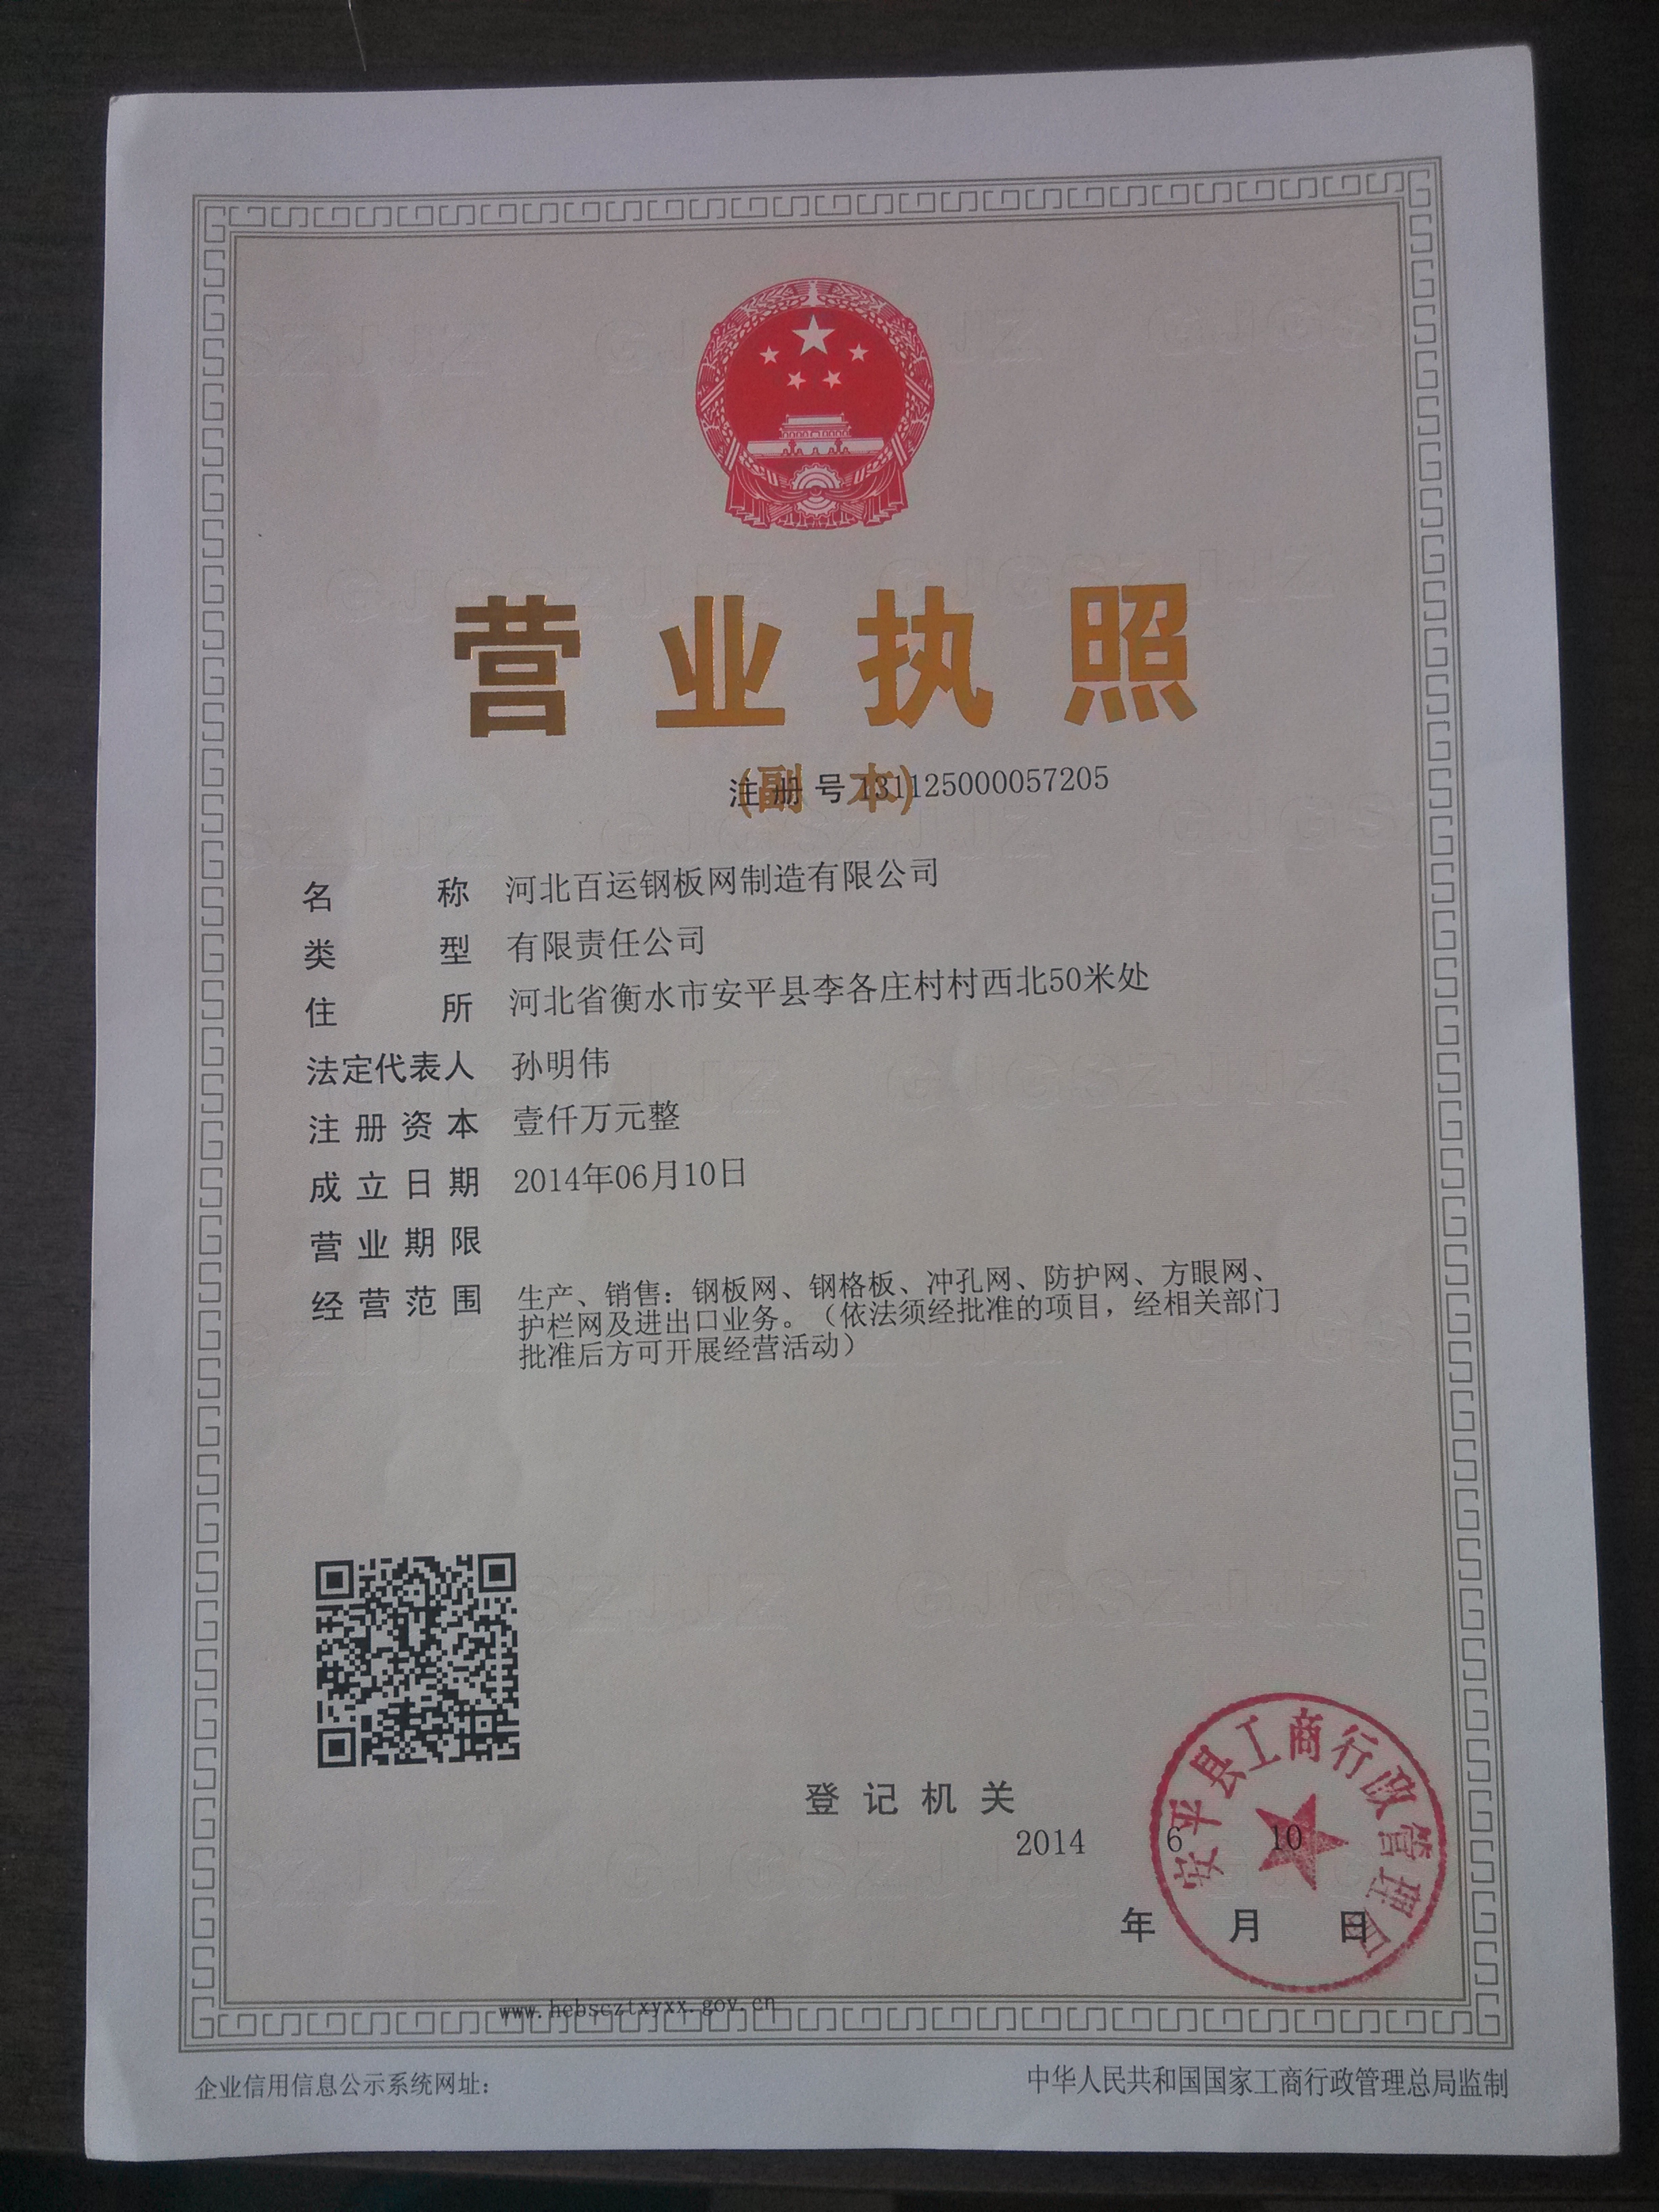 营业执照
(副 本)
注册号 131125000057205
名称 河北百运钢板网制造有限公司
类型 有限责任公司
住所 河北省衡水市安平县李各庄村村西北50米处
法定代表人 孙明伟
注册资本 壹仟万元整
成立日期 2014年06月10日
营业期限
经营范围 生产、销售：钢板网、钢格板、冲孔网、防护网、方眼网、
护栏网及进出口业务。（依法须经批准的项目，经相关部门
批准后方可开展经营活动）
登记机关
安平县工商行政管理局
2014 6 10
年 月 日
www.hebscztxyxx.gov.cn
企业信用信息公示系统网址：
中华人民共和国国家工商行政管理总局监制